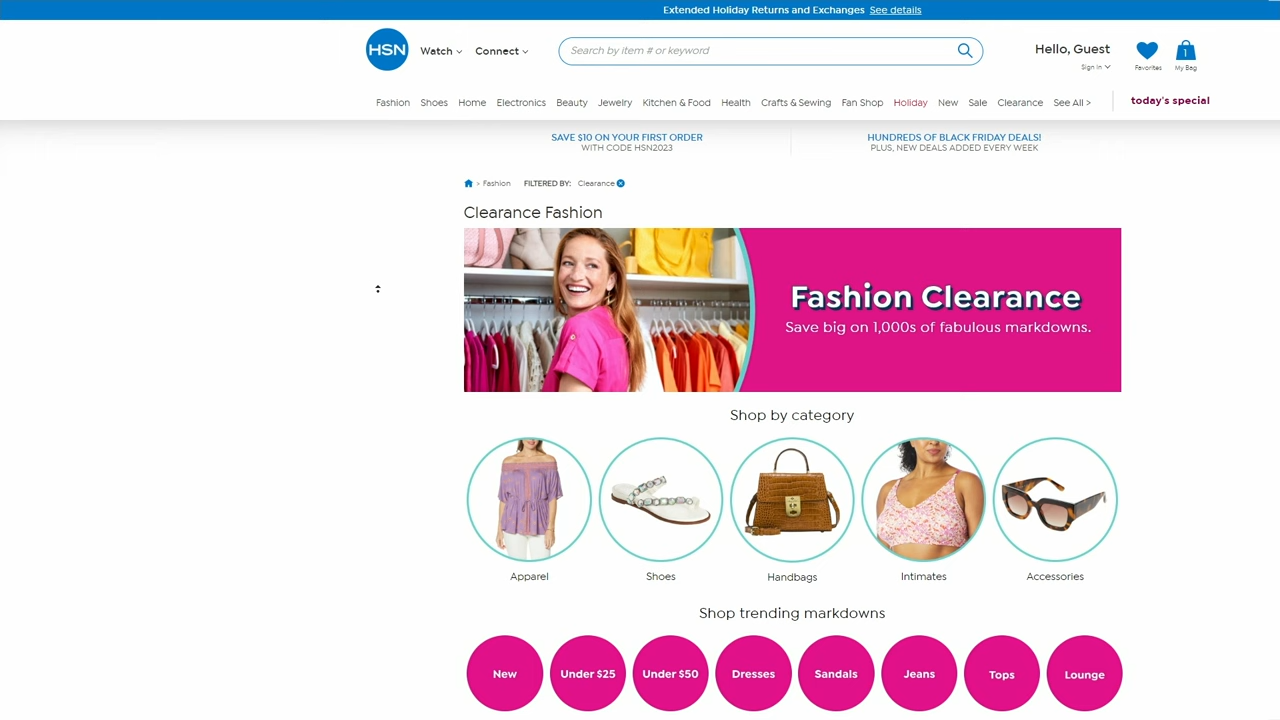 Extended Holiday Returns and Exchanges See details
HSN
Watch
Connect
Search by item # or keyword
Hello, Guest
Sign In
Favorites
1
My Bag
Fashion
Shoes
Home
Electronics
Beauty
Jewelry
Kitchen & Food
Health
Crafts & Sewing
Fan Shop
Holiday
New
Sale
Clearance
See All >
today's special
SAVE $10 ON YOUR FIRST ORDER
WITH CODE HSN2023
HUNDREDS OF BLACK FRIDAY DEALS!
PLUS, NEW DEALS ADDED EVERY WEEK
> Fashion
FILTERED BY: Clearance
Clearance Fashion
Fashion Clearance
Save big on 1,000s of fabulous markdowns.
Shop by category
Apparel
Shoes
Handbags
Intimates
Accessories
Shop trending markdowns
New
Under $25
Under $50
Dresses
Sandals
Jeans
Tops
Lounge